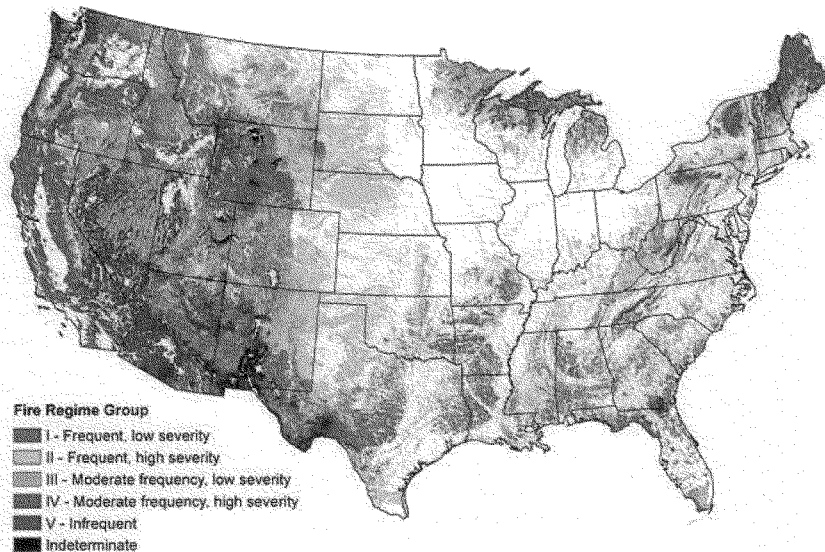 Fire Regime Group
I - Frequent, low severity
II - Frequent, high severity
III - Moderate frequency, low severity
IV - Moderate frequency, high severity
V - Infrequent
Indeterminate